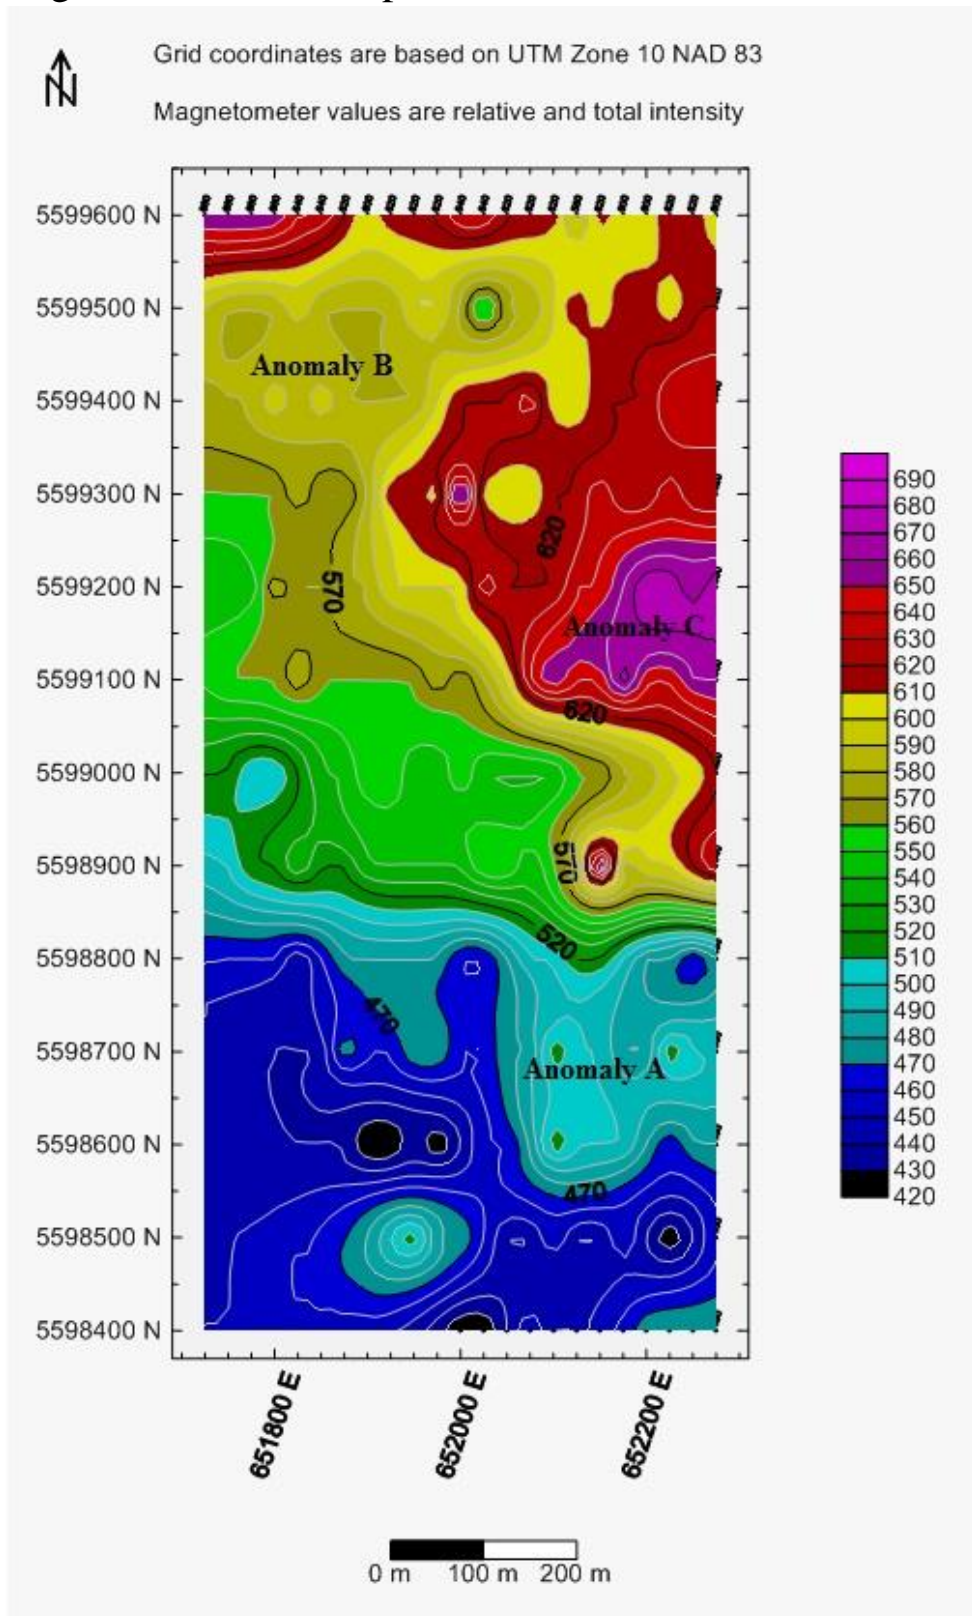 N
Grid coordinates are based on UTM Zone 10 NAD 83
Magnetometer values are relative and total intensity
5599600 N
5599500 N
Anomaly B
5599400 N
5599300 N
620
5599200 N
570
Anomaly C
5599100 N
620
5599000 N
5598900 N
570
520
5598800 N
470
5598700 N
Anomaly A
5598600 N
470
5598500 N
5598400 N
651800 E
652000 E
652200 E
690
680
670
660
650
640
630
620
610
600
590
580
570
560
550
540
530
520
510
500
490
480
470
460
450
440
430
420
0 m 100 m 200 m